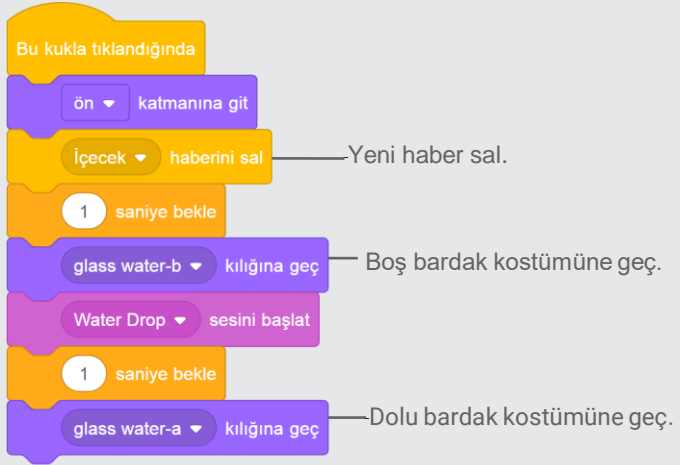 Bu kukla tıklandığında
ön katmanına git
İçecek haberini sal
Yeni haber sal.
1 saniye bekle
glass water-b kılığına geç
Boş bardak kostümüne geç.
Water Drop sesini başlat
1 saniye bekle
glass water-a kılığına geç
Dolu bardak kostümüne geç.